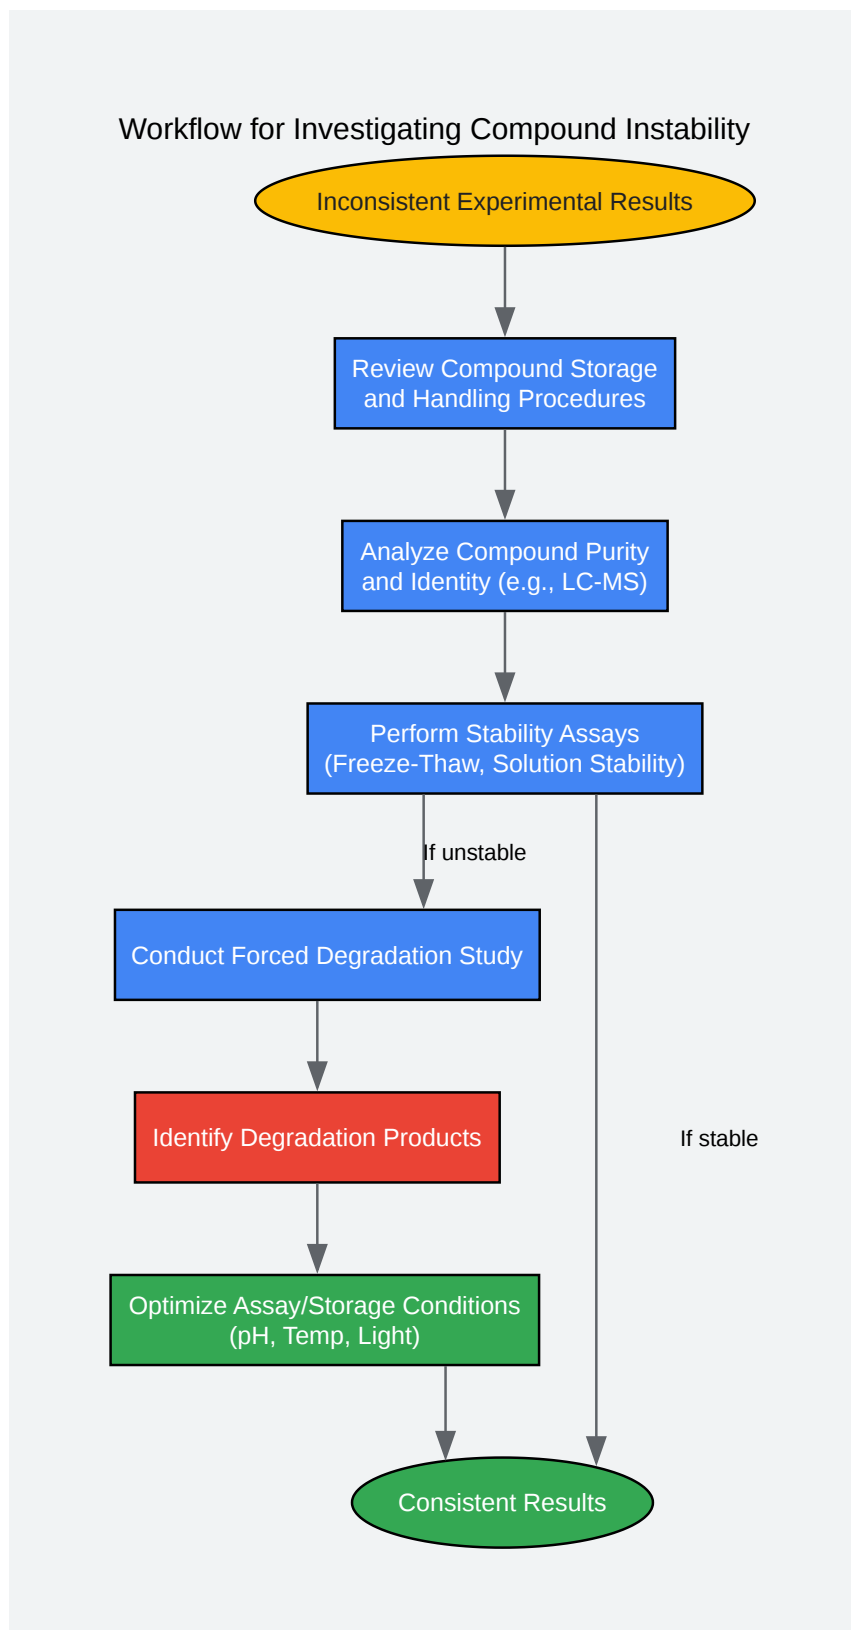 Workflow for Investigating Compound Instability
Inconsistent Experimental Results
Review Compound Storage
and Handling Procedures
Analyze Compound Purity
and Identity (e.g., LC-MS)
Perform Stability Assays
(Freeze-Thaw, Solution Stability)
If unstable
Conduct Forced Degradation Study
Identify Degradation Products
If stable
Optimize Assay/Storage Conditions
(pH, Temp, Light)
Consistent Results